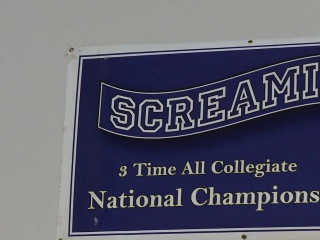 SCREAMI
3 Time All Collegiate
National Champions